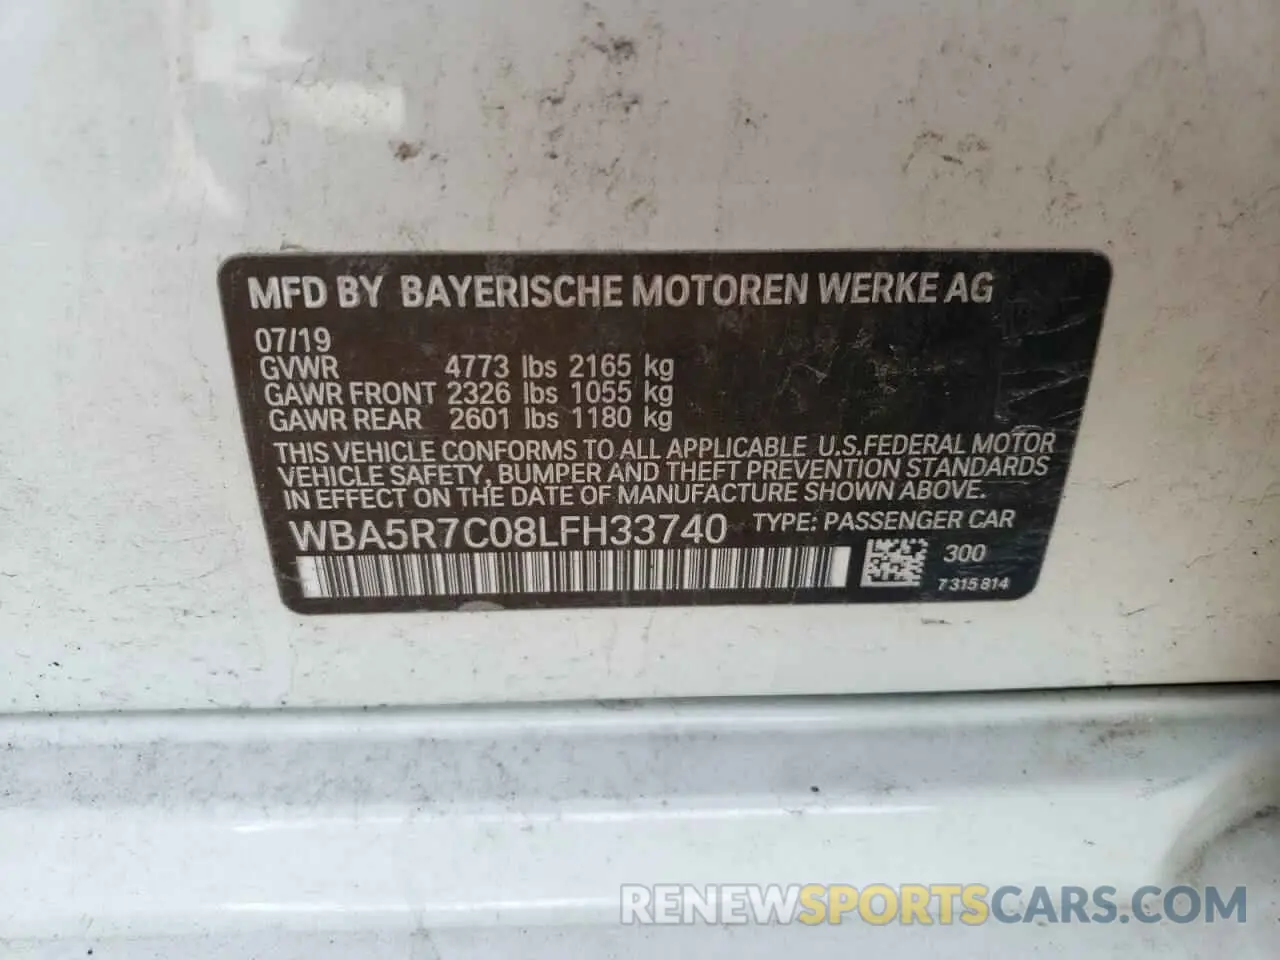 MFD BY BAYERISCHE MOTOREN WERKE AG
07/19
GVWR 4773 lbs 2165 kg
GAWR FRONT 2326 lbs 1055 kg
GAWR REAR 2601 lbs 1180 kg
THIS VEHICLE CONFORMS TO ALL APPLICABLE U.S.FEDERAL MOTOR
VEHICLE SAFETY, BUMPER AND THEFT PREVENTION STANDARDS
IN EFFECT ON THE DATE OF MANUFACTURE SHOWN ABOVE.
WBA5R7C08LFH33740 TYPE: PASSENGER CAR
300
7 315 814
RENEWSPORTSCARS.COM